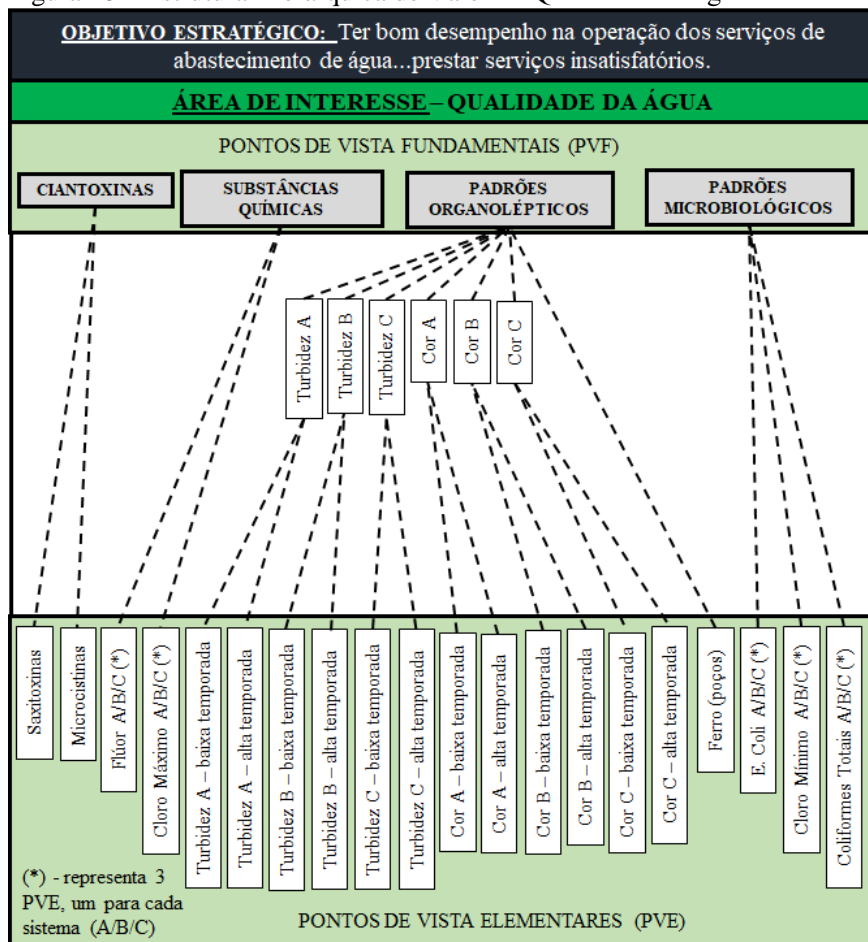 OBJETIVO ESTRATÉGICO: Ter bom desempenho na operação dos serviços de
abastecimento de água...prestar serviços insatisfatórios.
ÁREA DE INTERESSE – QUALIDADE DA ÁGUA
PONTOS DE VISTA FUNDAMENTAIS (PVF)
CIANTOXINAS
SUBSTÂNCIAS
QUÍMICAS
PADRÕES
ORGANOLÉPTICOS
PADRÕES
MICROBIOLÓGICOS
Turbidez A
Turbidez B
Turbidez C
Cor A
Cor B
Cor C
Saxitoxinas
Microcistinas
Flúor A/B/C (*)
Cloro Máximo A/B/C (*)
Turbidez A – baixa temporada
Turbidez A – alta temporada
Turbidez B – baixa temporada
Turbidez B – alta temporada
Turbidez C – baixa temporada
Turbidez C – alta temporada
Cor A – baixa temporada
Cor A – alta temporada
Cor B – baixa temporada
Cor B – alta temporada
Cor C – baixa temporada
Cor C – alta temporada
Ferro (poços)
E. Coli A/B/C (*)
Cloro Mínimo A/B/C (*)
Coliformes Totais A/B/C (*)
(*) - representa 3
PVE, um para cada
sistema (A/B/C)
PONTOS DE VISTA ELEMENTARES (PVE)